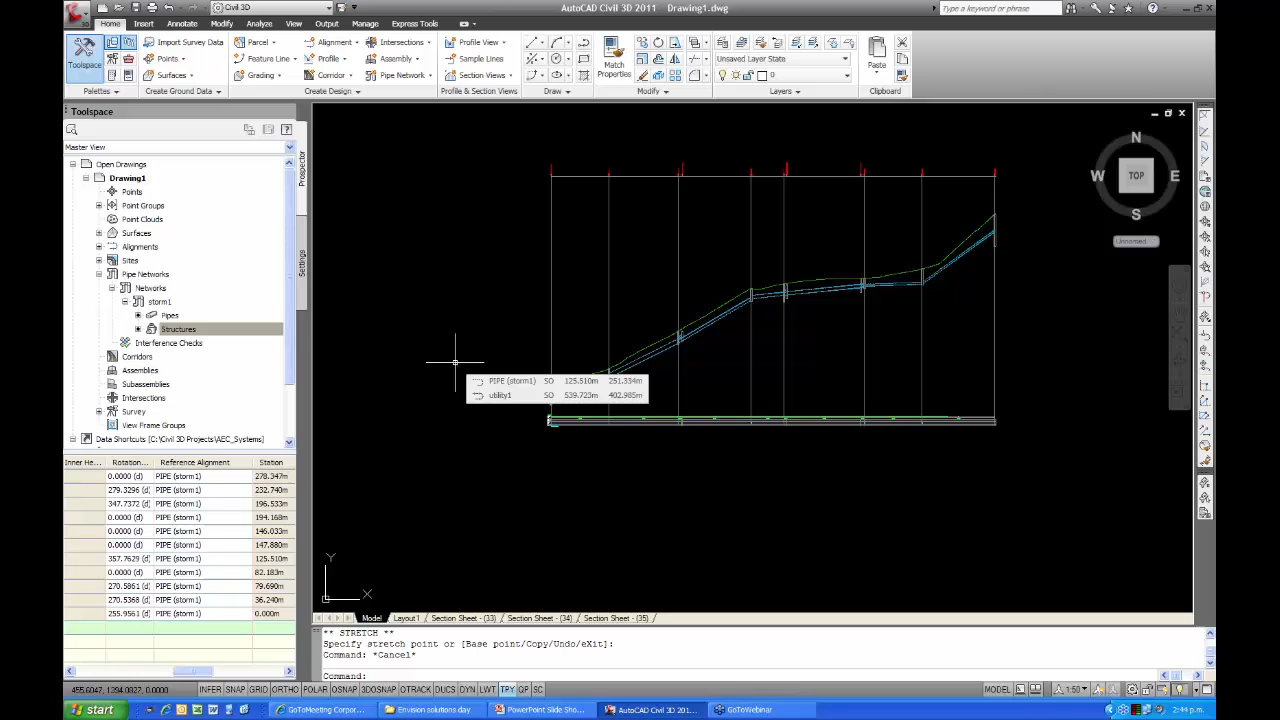 Civil 3D
AutoCAD Civil 3D 2011 Drawing1.dwg
Type a keyword or phrase
Home Insert Annotate Modify Analyze View Output Manage Express Tools
Toolspace
Import Survey Data
Points
Surfaces
Parcel
Feature Line
Grading
Alignment
Profile
Corridor
Intersections
Assembly
Pipe Network
Profile View
Sample Lines
Section Views
Match Properties
Unsaved Layer State
0
Paste
Palettes Create Ground Data Create Design Profile & Section Views Draw Modify Layers Clipboard
Toolspace
Master View
Open Drawings
Drawing1
Points
Point Groups
Point Clouds
Surfaces
Alignments
Sites
Pipe Networks
Networks
storm1
Pipes
Structures
Interference Checks
Corridors
Assemblies
Subassemblies
Intersections
Survey
View Frame Groups
Data Shortcuts [C:\Civil 3D Projects\AEC_Systems]
Prospector
Settings
Inner He... Rotation... Reference Alignment Station
0.0000 (d) PIPE (storm1) 278.347m
279.3296 (d) PIPE (storm1) 232.740m
347.7372 (d) PIPE (storm1) 196.533m
0.0000 (d) PIPE (storm1) 194.168m
0.0000 (d) PIPE (storm1) 146.033m
0.0000 (d) PIPE (storm1) 147.880m
357.7629 (d) PIPE (storm1) 125.510m
0.0000 (d) PIPE (storm1) 82.183m
270.5861 (d) PIPE (storm1) 79.690m
270.5368 (d) PIPE (storm1) 36.240m
255.9561 (d) PIPE (storm1) 0.000m
N
W TOP E
S
Unnamed
PIPE (storm1) SO 125.510m 251.334m
utility1 SO 539.723m 402.985m
Y
X
Model Layout1 Section Sheet - (33) Section Sheet - (34) Section Sheet - (35)
** STRETCH **
Specify stretch point or [Base point/Copy/Undo/eXit]:
Command: *Cancel*
Command:
455.6047, 1394.0827, 0.0000 INFER SNAP GRID ORTHO POLAR OSNAP 3DOSNAP OTRACK DUCS DYN LWT TPY QP SC MODEL 1:50
start GoToMeeting Corpor... Envision solutions day PowerPoint Slide Sho... AutoCAD Civil 3D 201... GoToWebinar 2:44 p.m.